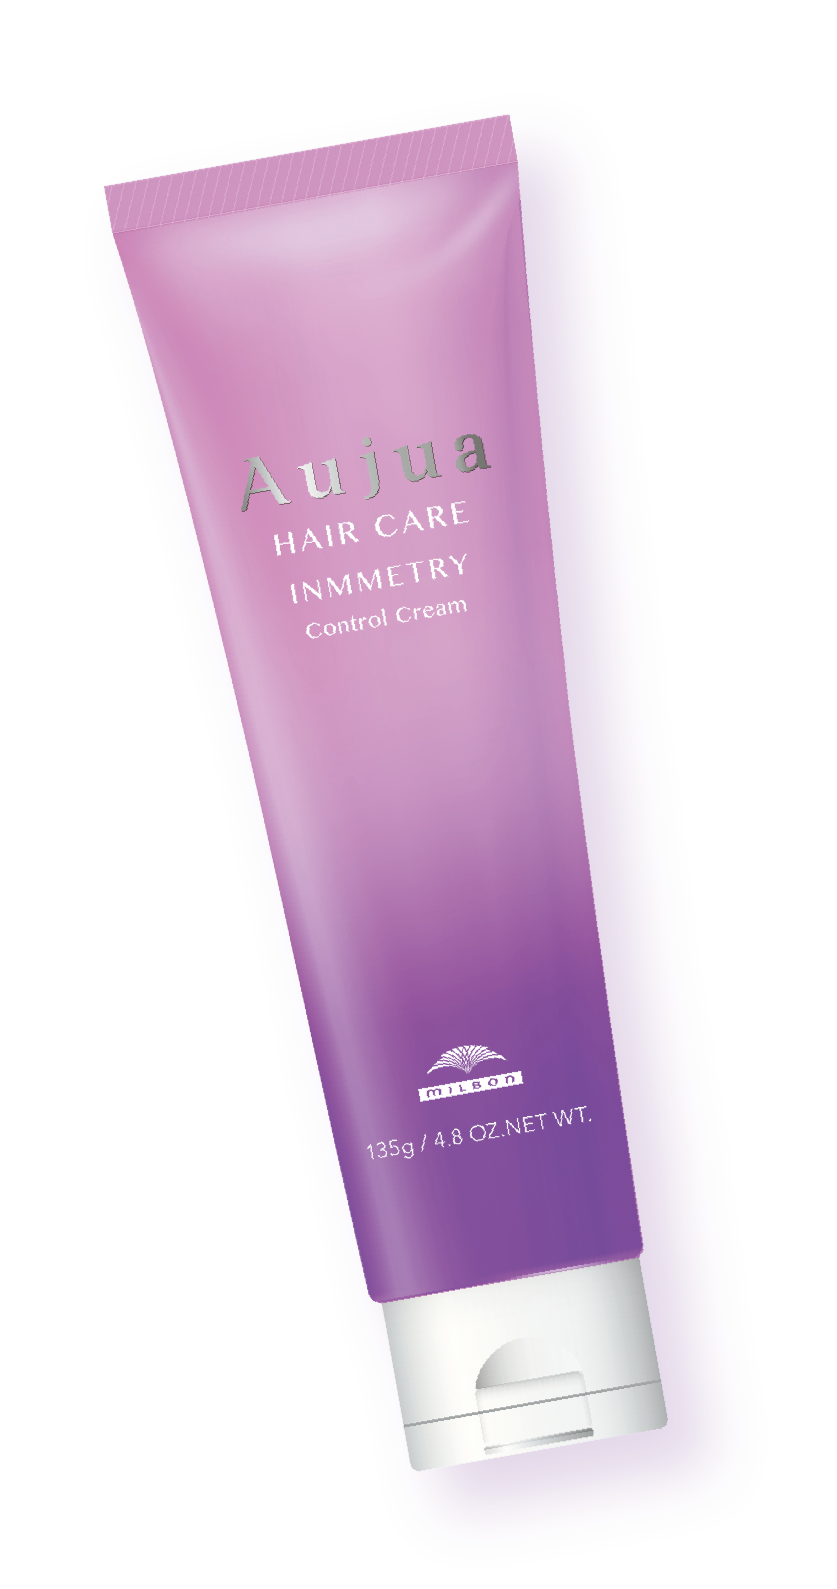 Aujua
HAIR CARE
INMMETRY
Control Cream
MILBON
135g / 4.8 OZ.NET WT.